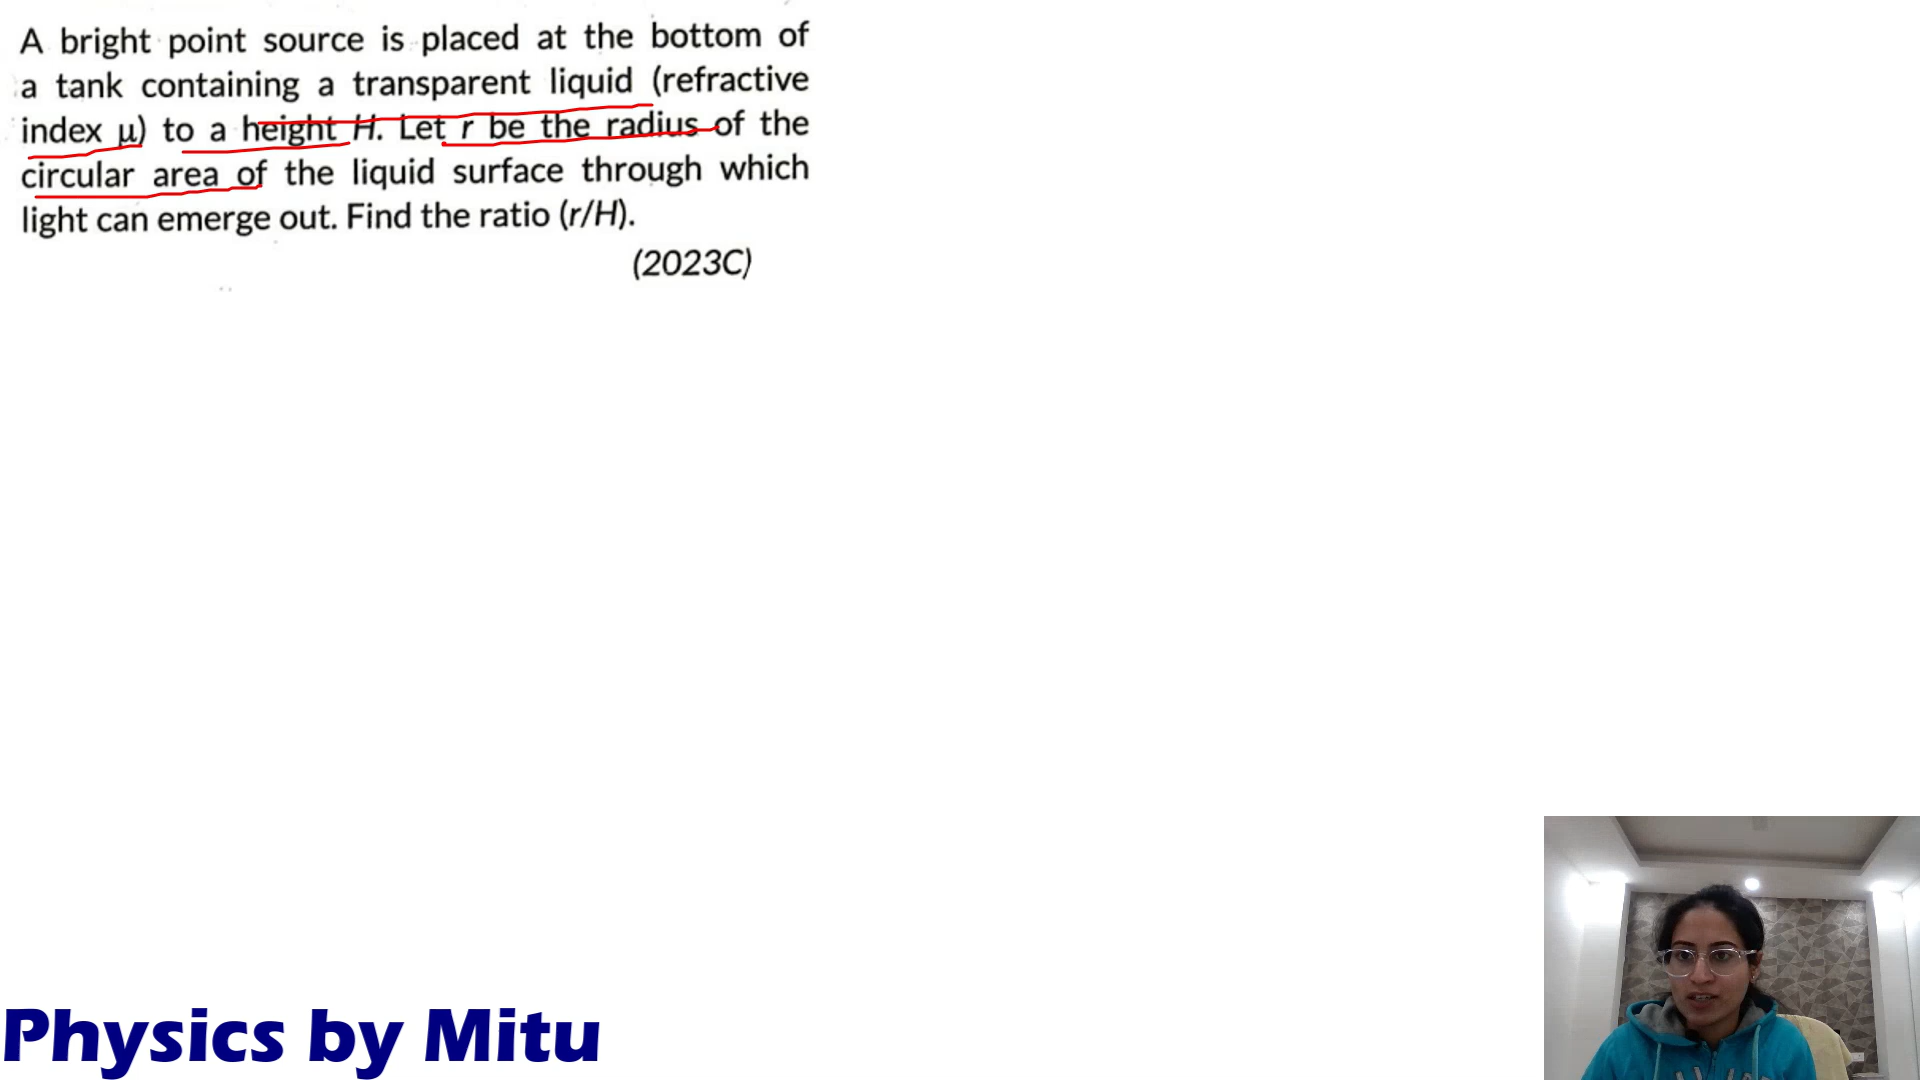 A bright point source is placed at the bottom of
a tank containing a transparent liquid (refractive
index μ) to a height H. Let r be the radius of the
circular area of the liquid surface through which
light can emerge out. Find the ratio (r/H).
(2023C)
Physics by Mitu